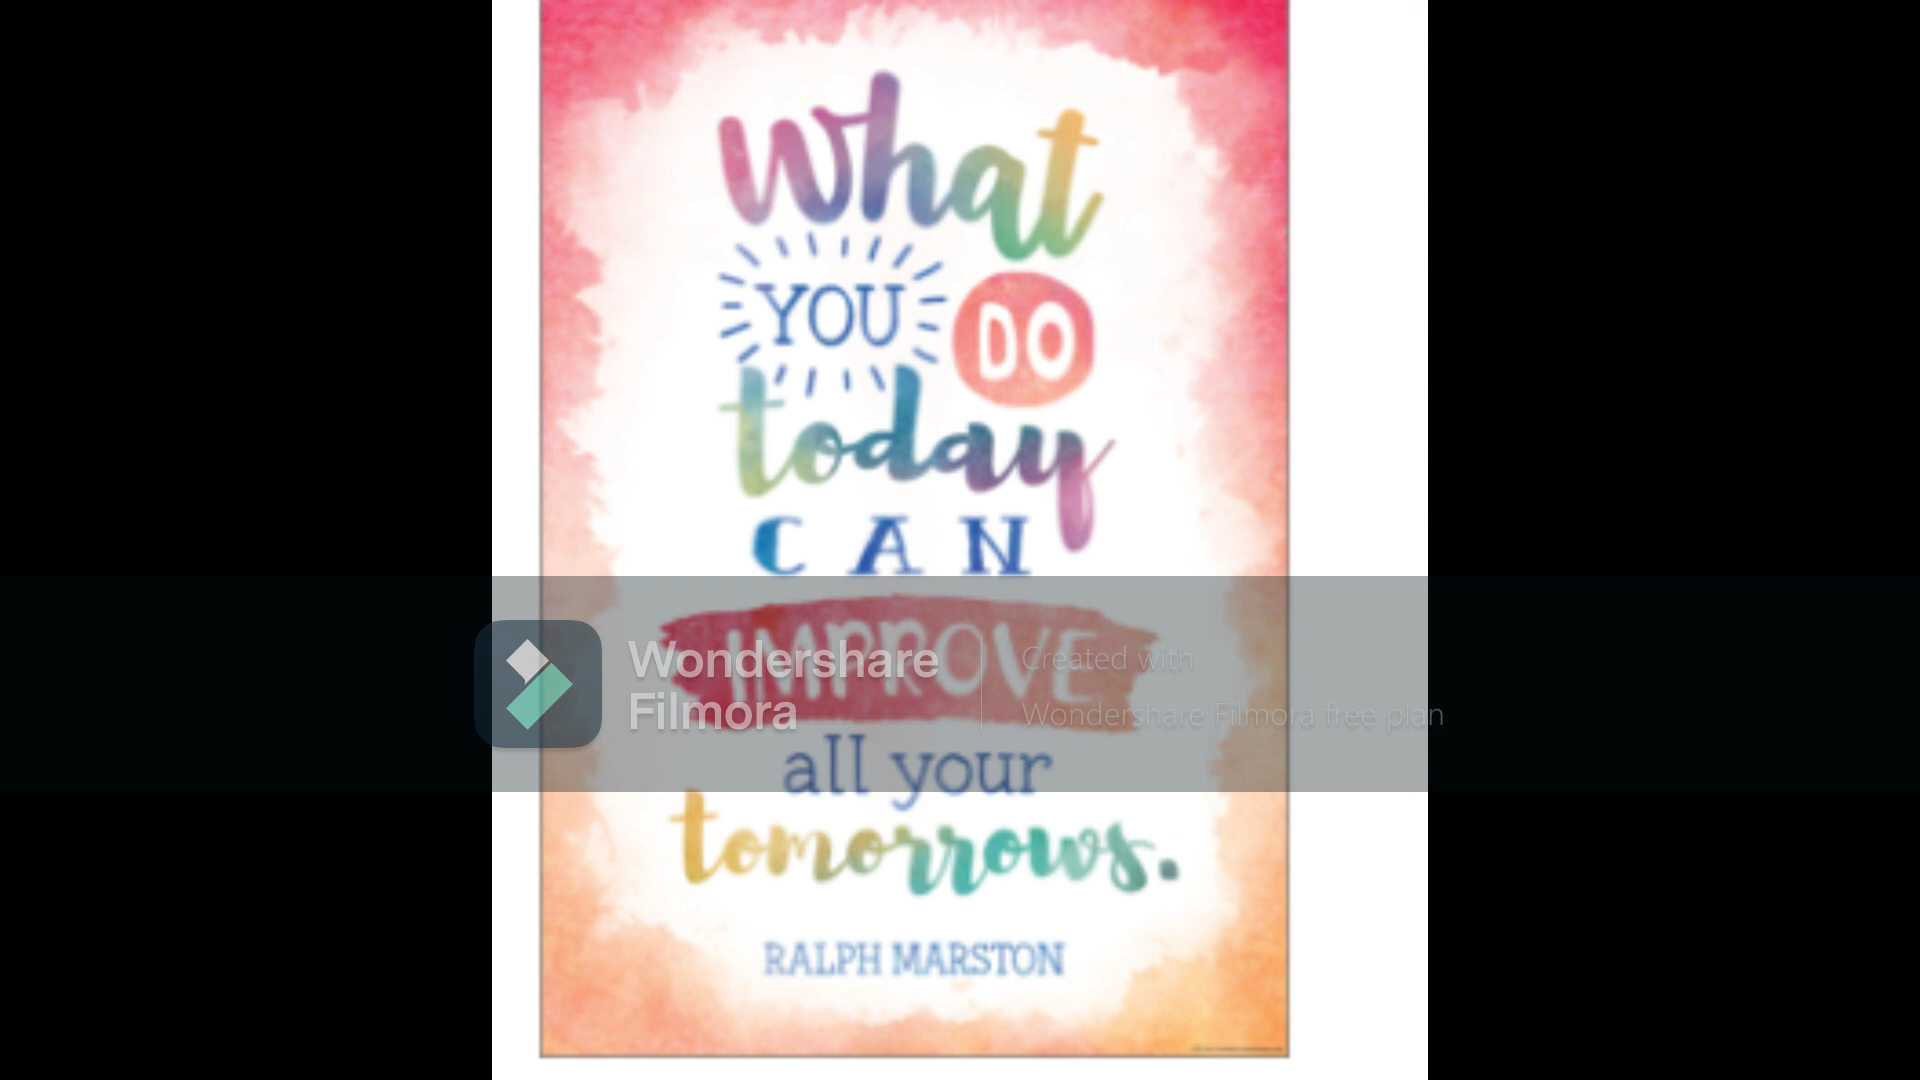 What
YOU DO
today
CAN
IMPROVE
all your
tomorrows.
RALPH MARSTON
Wondershare
Filmora
Created with
Wondershare Filmora free plan